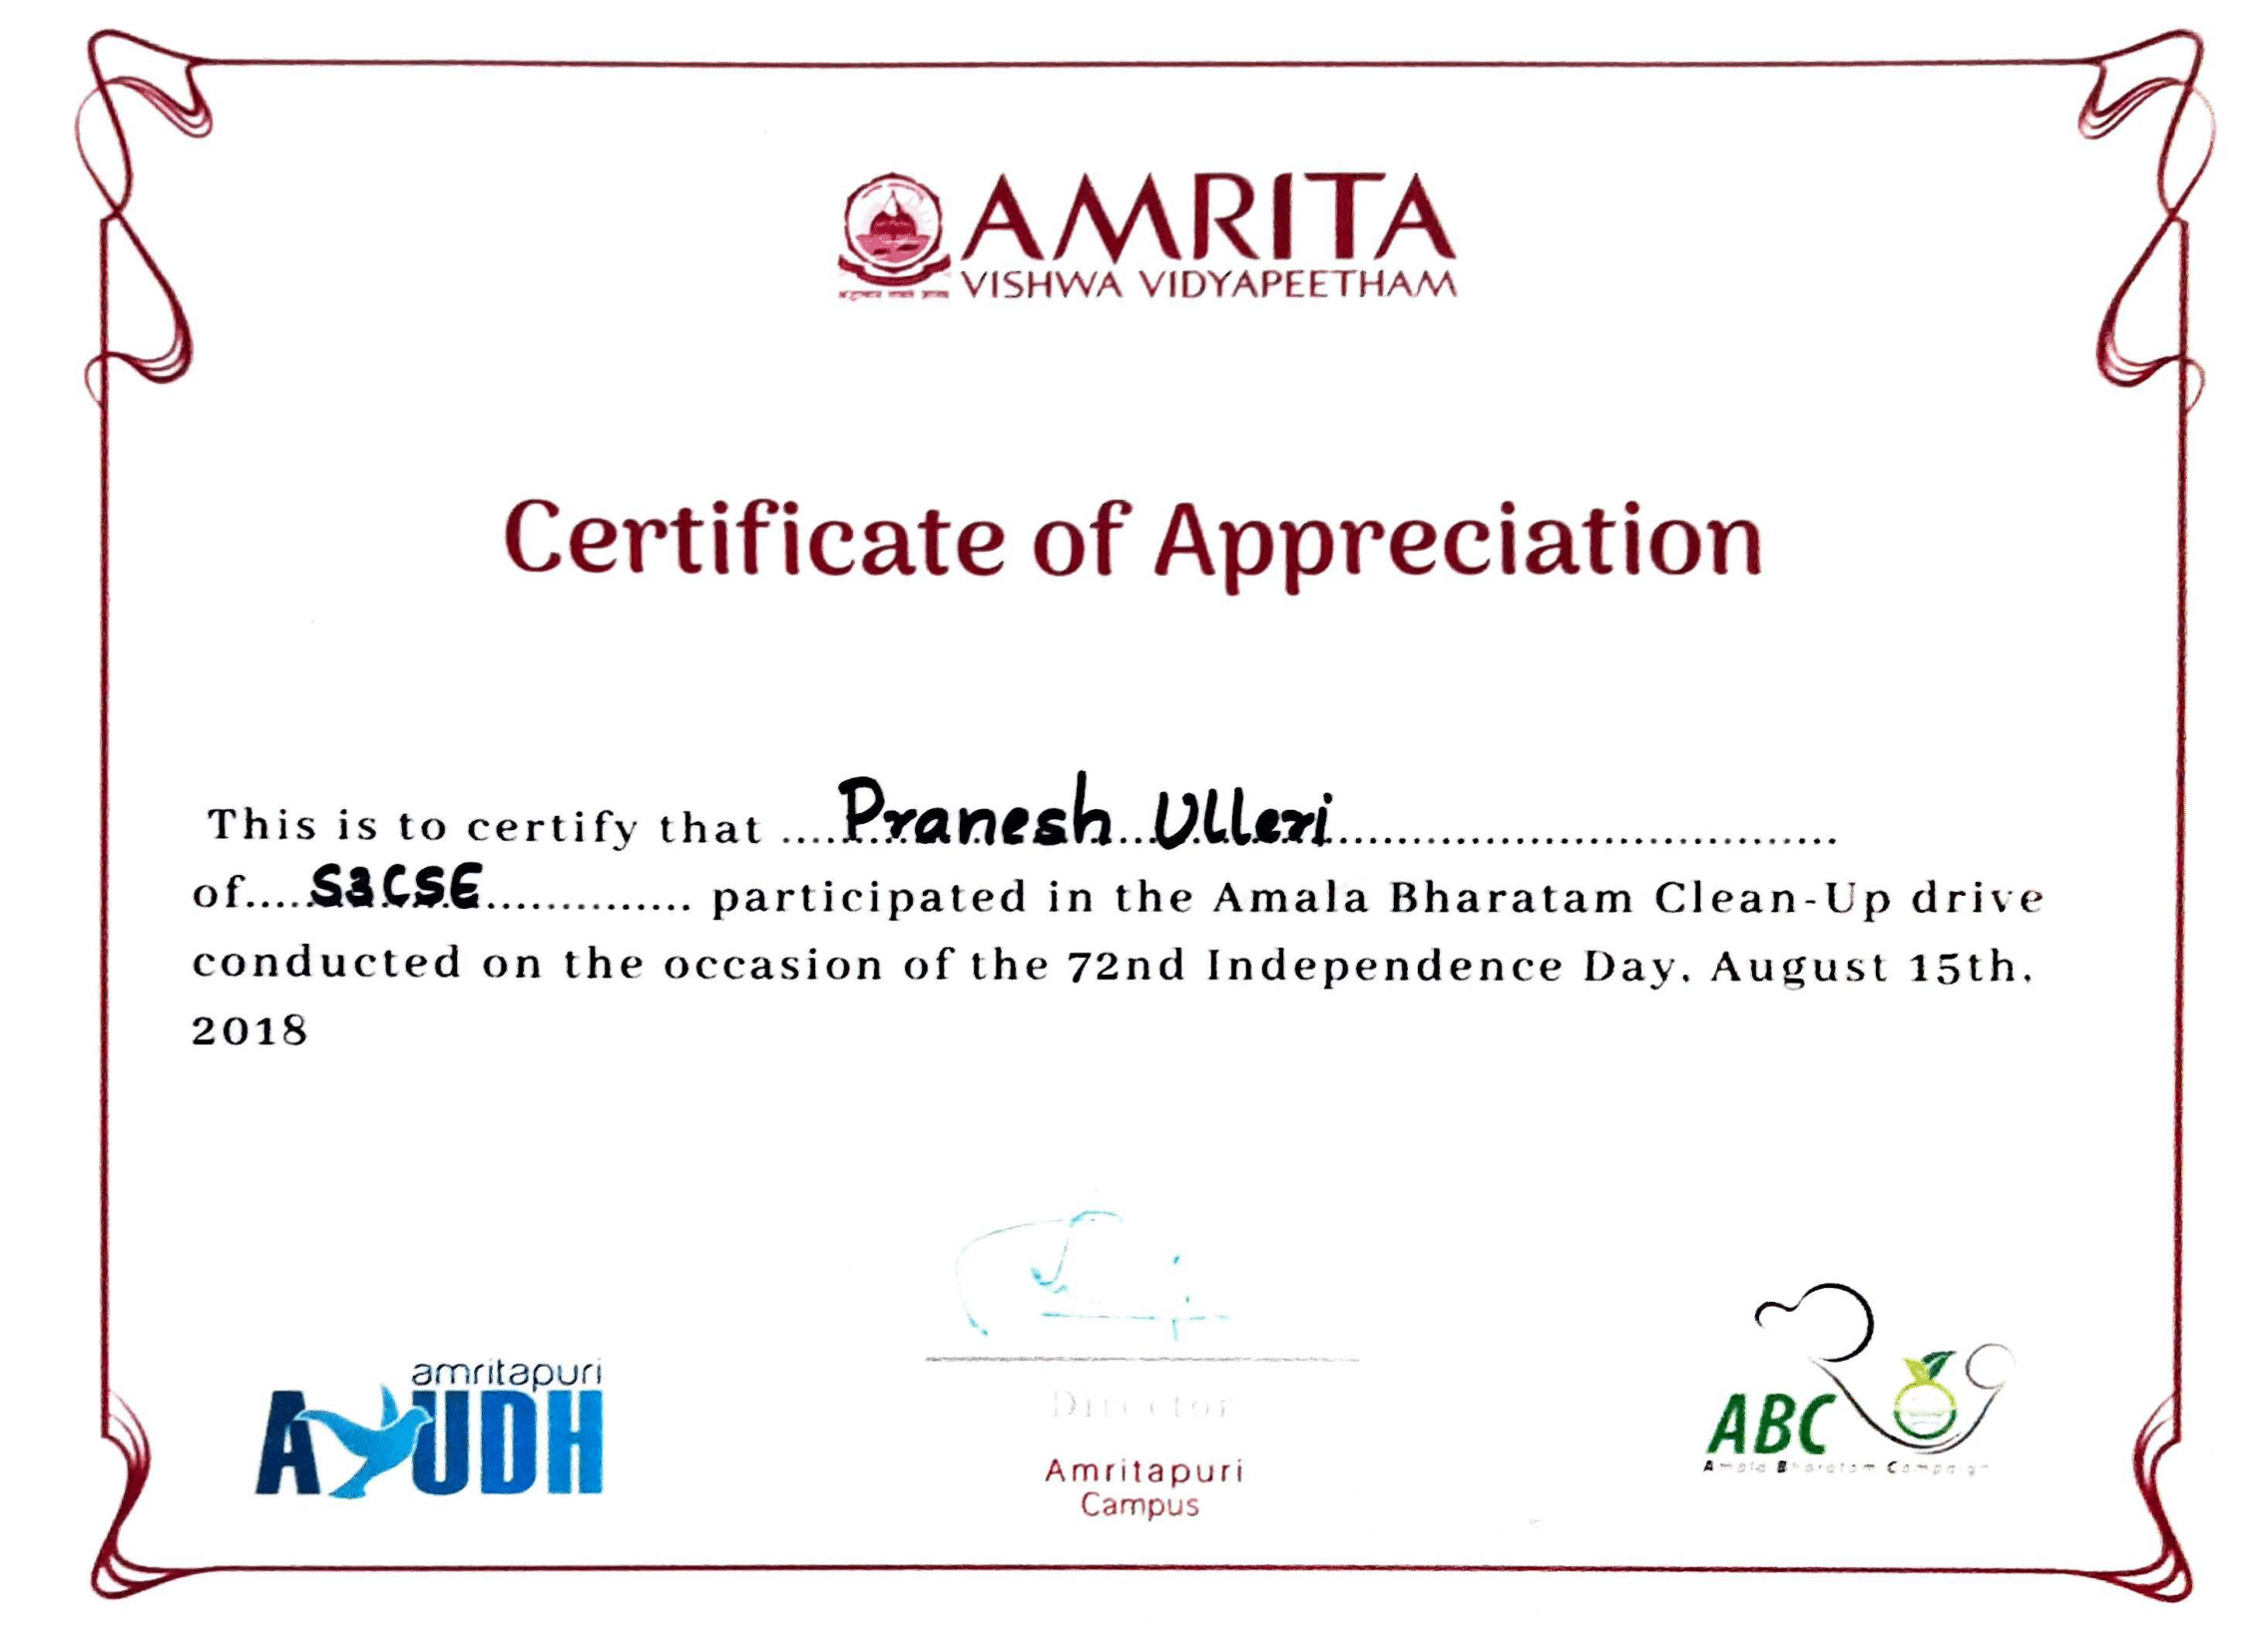 AMRITA
VISHWA VIDYAPEETHAM
Certificate of Appreciation
This is to certify that ....Pranesh Ulleri....................................
of.....S3CSE.............. participated in the Amala Bharatam Clean-Up drive
conducted on the occasion of the 72nd Independence Day, August 15th,
2018
amritapuri
AYUDH
Director
Amritapuri
Campus
ABC
Amala Bharatam Campaign